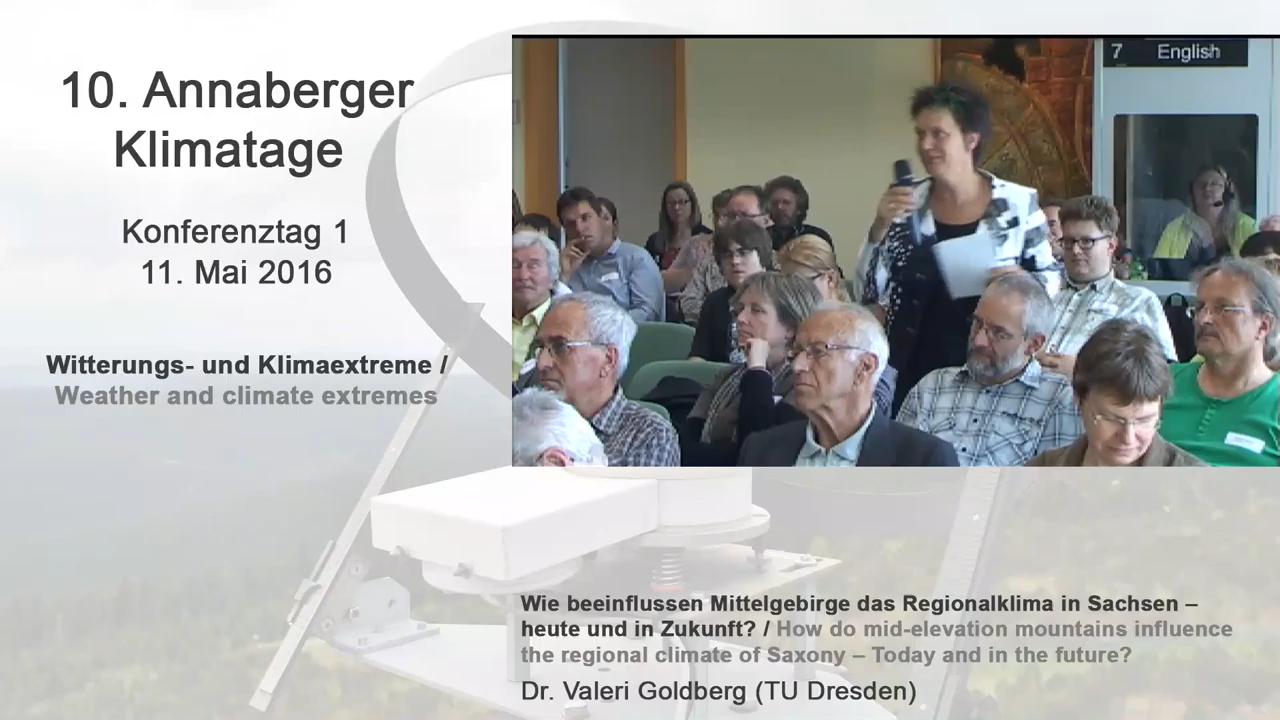 10. Annaberger
Klimatage
Konferenztag 1
11. Mai 2016
Witterungs- und Klimaextreme /
Weather and climate extremes
7 English
Wie beeinflussen Mittelgebirge das Regionalklima in Sachsen –
heute und in Zukunft? / How do mid-elevation mountains influence
the regional climate of Saxony – Today and in the future?
Dr. Valeri Goldberg (TU Dresden)